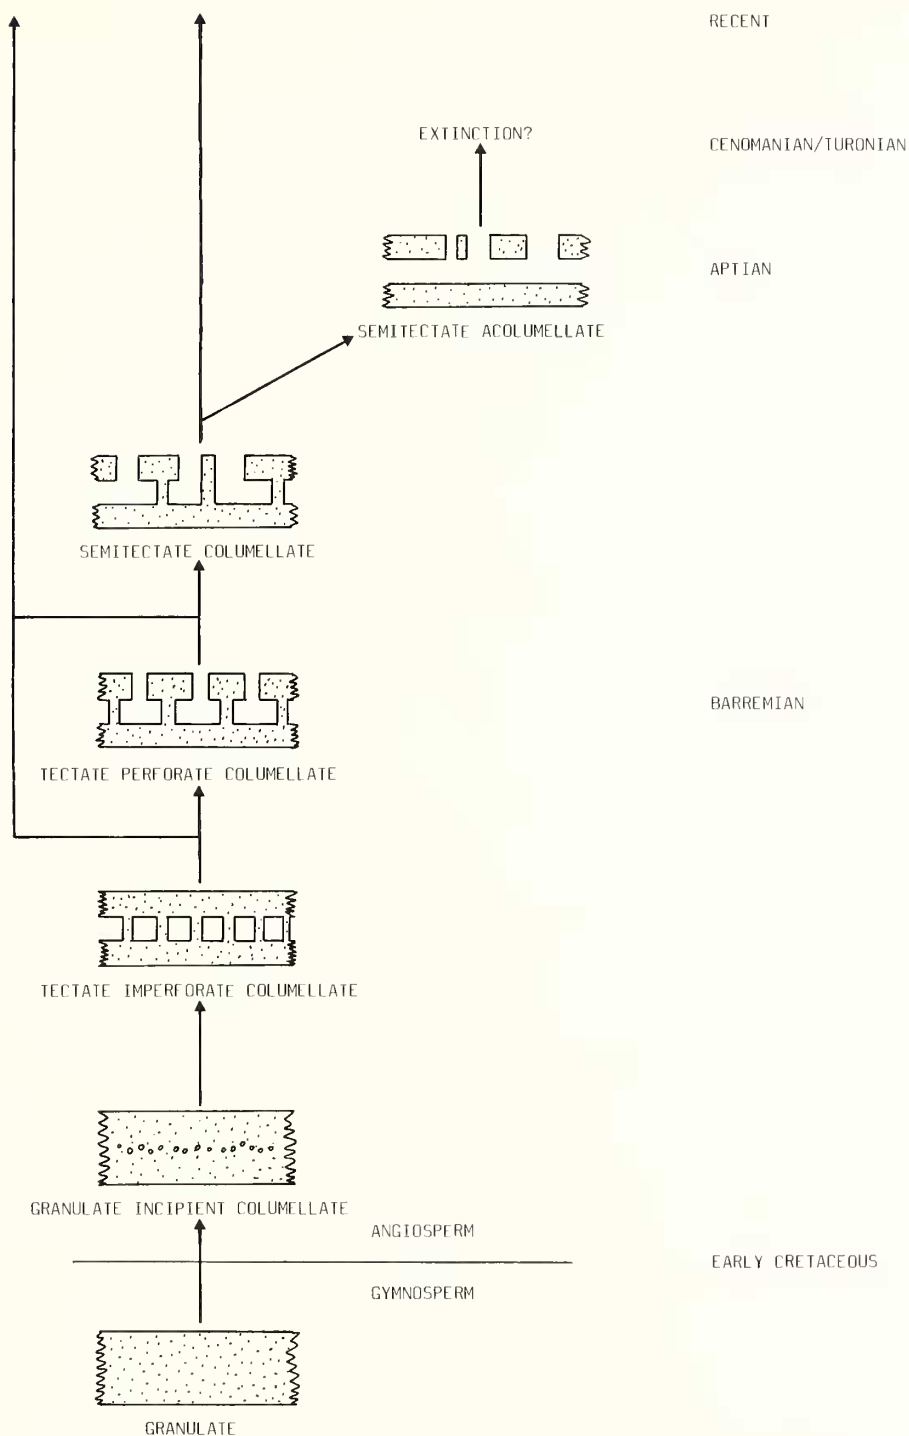 RECENT
EXTINCTION?
CENOMANIAN/TURONIAN
APTIAN
SEMITECTATE ACOLUMELLATE
SEMITECTATE COLUMELLATE
BARREMIAN
TECTATE PERFORATE COLUMELLATE
TECTATE IMPERFORATE COLUMELLATE
GRANULATE INCIPIENT COLUMELLATE
ANGIOSPERM
EARLY CRETACEOUS
GYMNOSPERM
GRANULATE